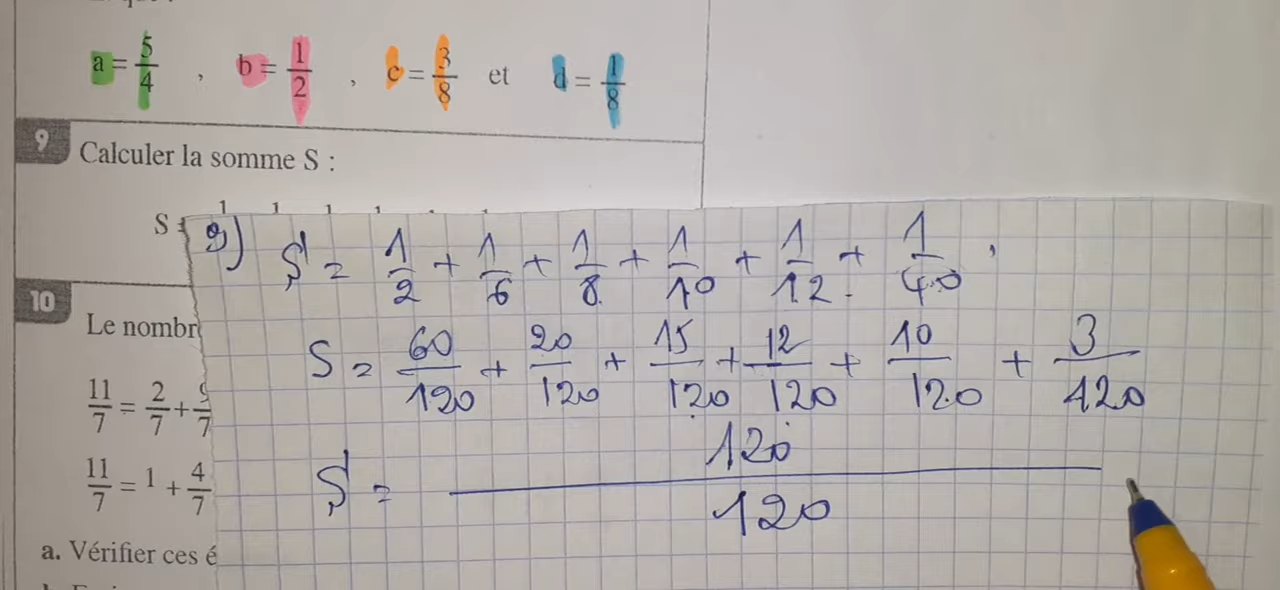 a = 5/4 , b = 1/2 , c = 3/8 et d = 1/8
9 Calculer la somme S :
S =
9) S = 1/2 + 1/6 + 1/8 + 1/10 + 1/12 + 1/40
S = 60/120 + 20/120 + 15/120 + 12/120 + 10/120 + 3/120
S = 120/120
10
Le nombr
11/7 = 2/7 +
11/7 = 1 + 4/7
a. Vérifier ces é